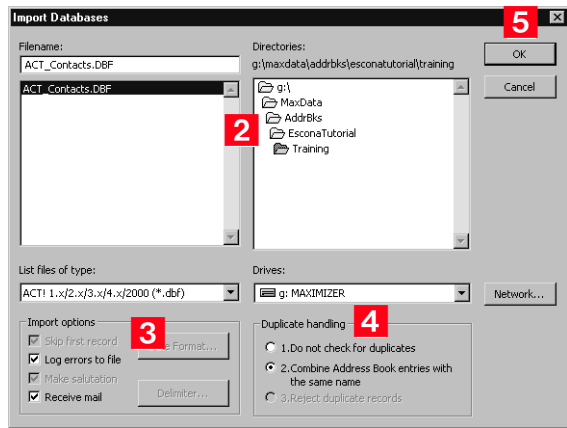 Import Databases
5
Filename:
ACT_Contacts.DBF
ACT_Contacts.DBF
Directories:
g:\maxdata\addrbks\esconatutorial\training
g:\
MaxData
2
AddrBks
EsconaTutorial
Training
OK
Cancel
List files of type:
ACT! 1.x/2.x/3.x/4.x/2000 (*.dbf)
Drives:
g: MAXIMIZER
Network...
Import options
3
Skip first record
Format...
Log errors to file
Make salutation
Delimiter...
Receive mail
Duplicate handling
4
1.Do not check for duplicates
2.Combine Address Book entries with
the same name
3.Reject duplicate records